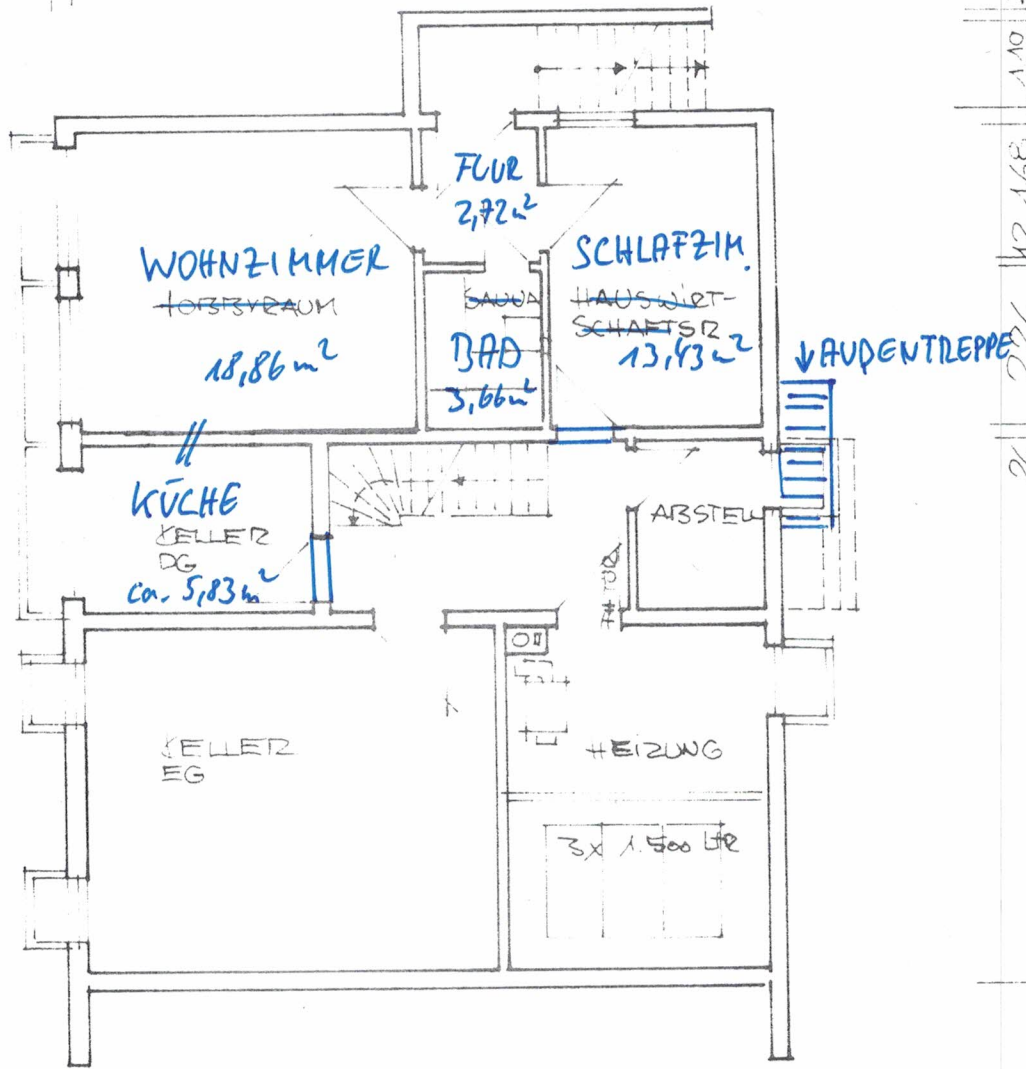 FLUR
2,72 m²
WOHNZIMMER
HOBBYRAUM
18,86 m²
SAUNA
BAD
3,66 m²
SCHLAFZIM.
HAUSWIRT-
SCHAFTSR
13,43 m²
↓ AUẞENTREPPE
KÜCHE
KELLER
DG
ca. 5,83 m²
ABSTELL
KELLER
EG
HEIZUNG
3x 1.500 LTR